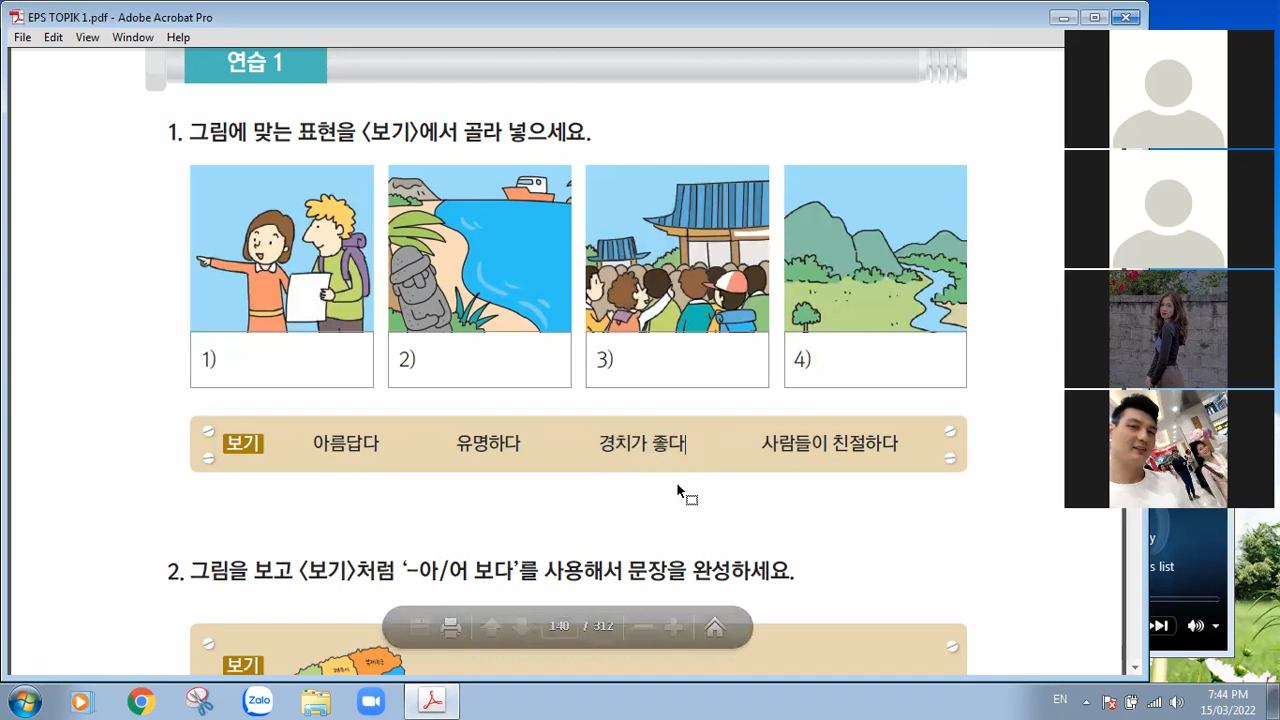 EPS TOPIK 1.pdf - Adobe Acrobat Pro
File Edit View Window Help
연습 1
1. 그림에 맞는 표현을 〈보기〉에서 골라 넣으세요.
1) 2) 3) 4)
보기 아름답다 유명하다 경치가 좋다 사람들이 친절하다
2. 그림을 보고 〈보기〉처럼 ‘-아/어 보다’를 사용해서 문장을 완성하세요.
140 / 312
보기
y
s list
Zalo
EN
7:44 PM
15/03/2022